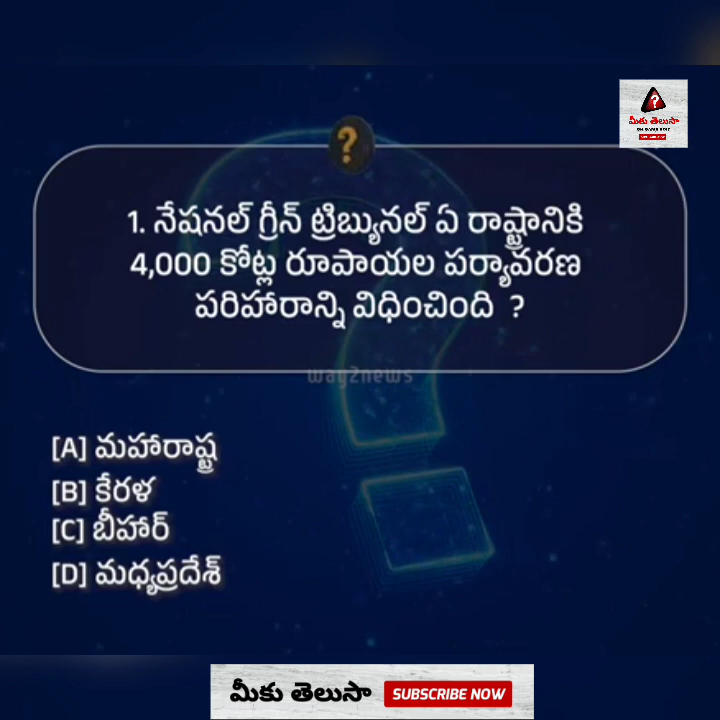 మీకు తెలుసా
?
1. నేషనల్ గ్రీన్ ట్రిబ్యునల్ ఏ రాష్ట్రానికి
4,000 కోట్ల రూపాయల పర్యావరణ
పరిహారాన్ని విధించింది ?
way2news
[A] మహారాష్ట్ర
[B] కేరళ
[C] బీహార్
[D] మధ్యప్రదేశ్
మీకు తెలుసా SUBSCRIBE NOW